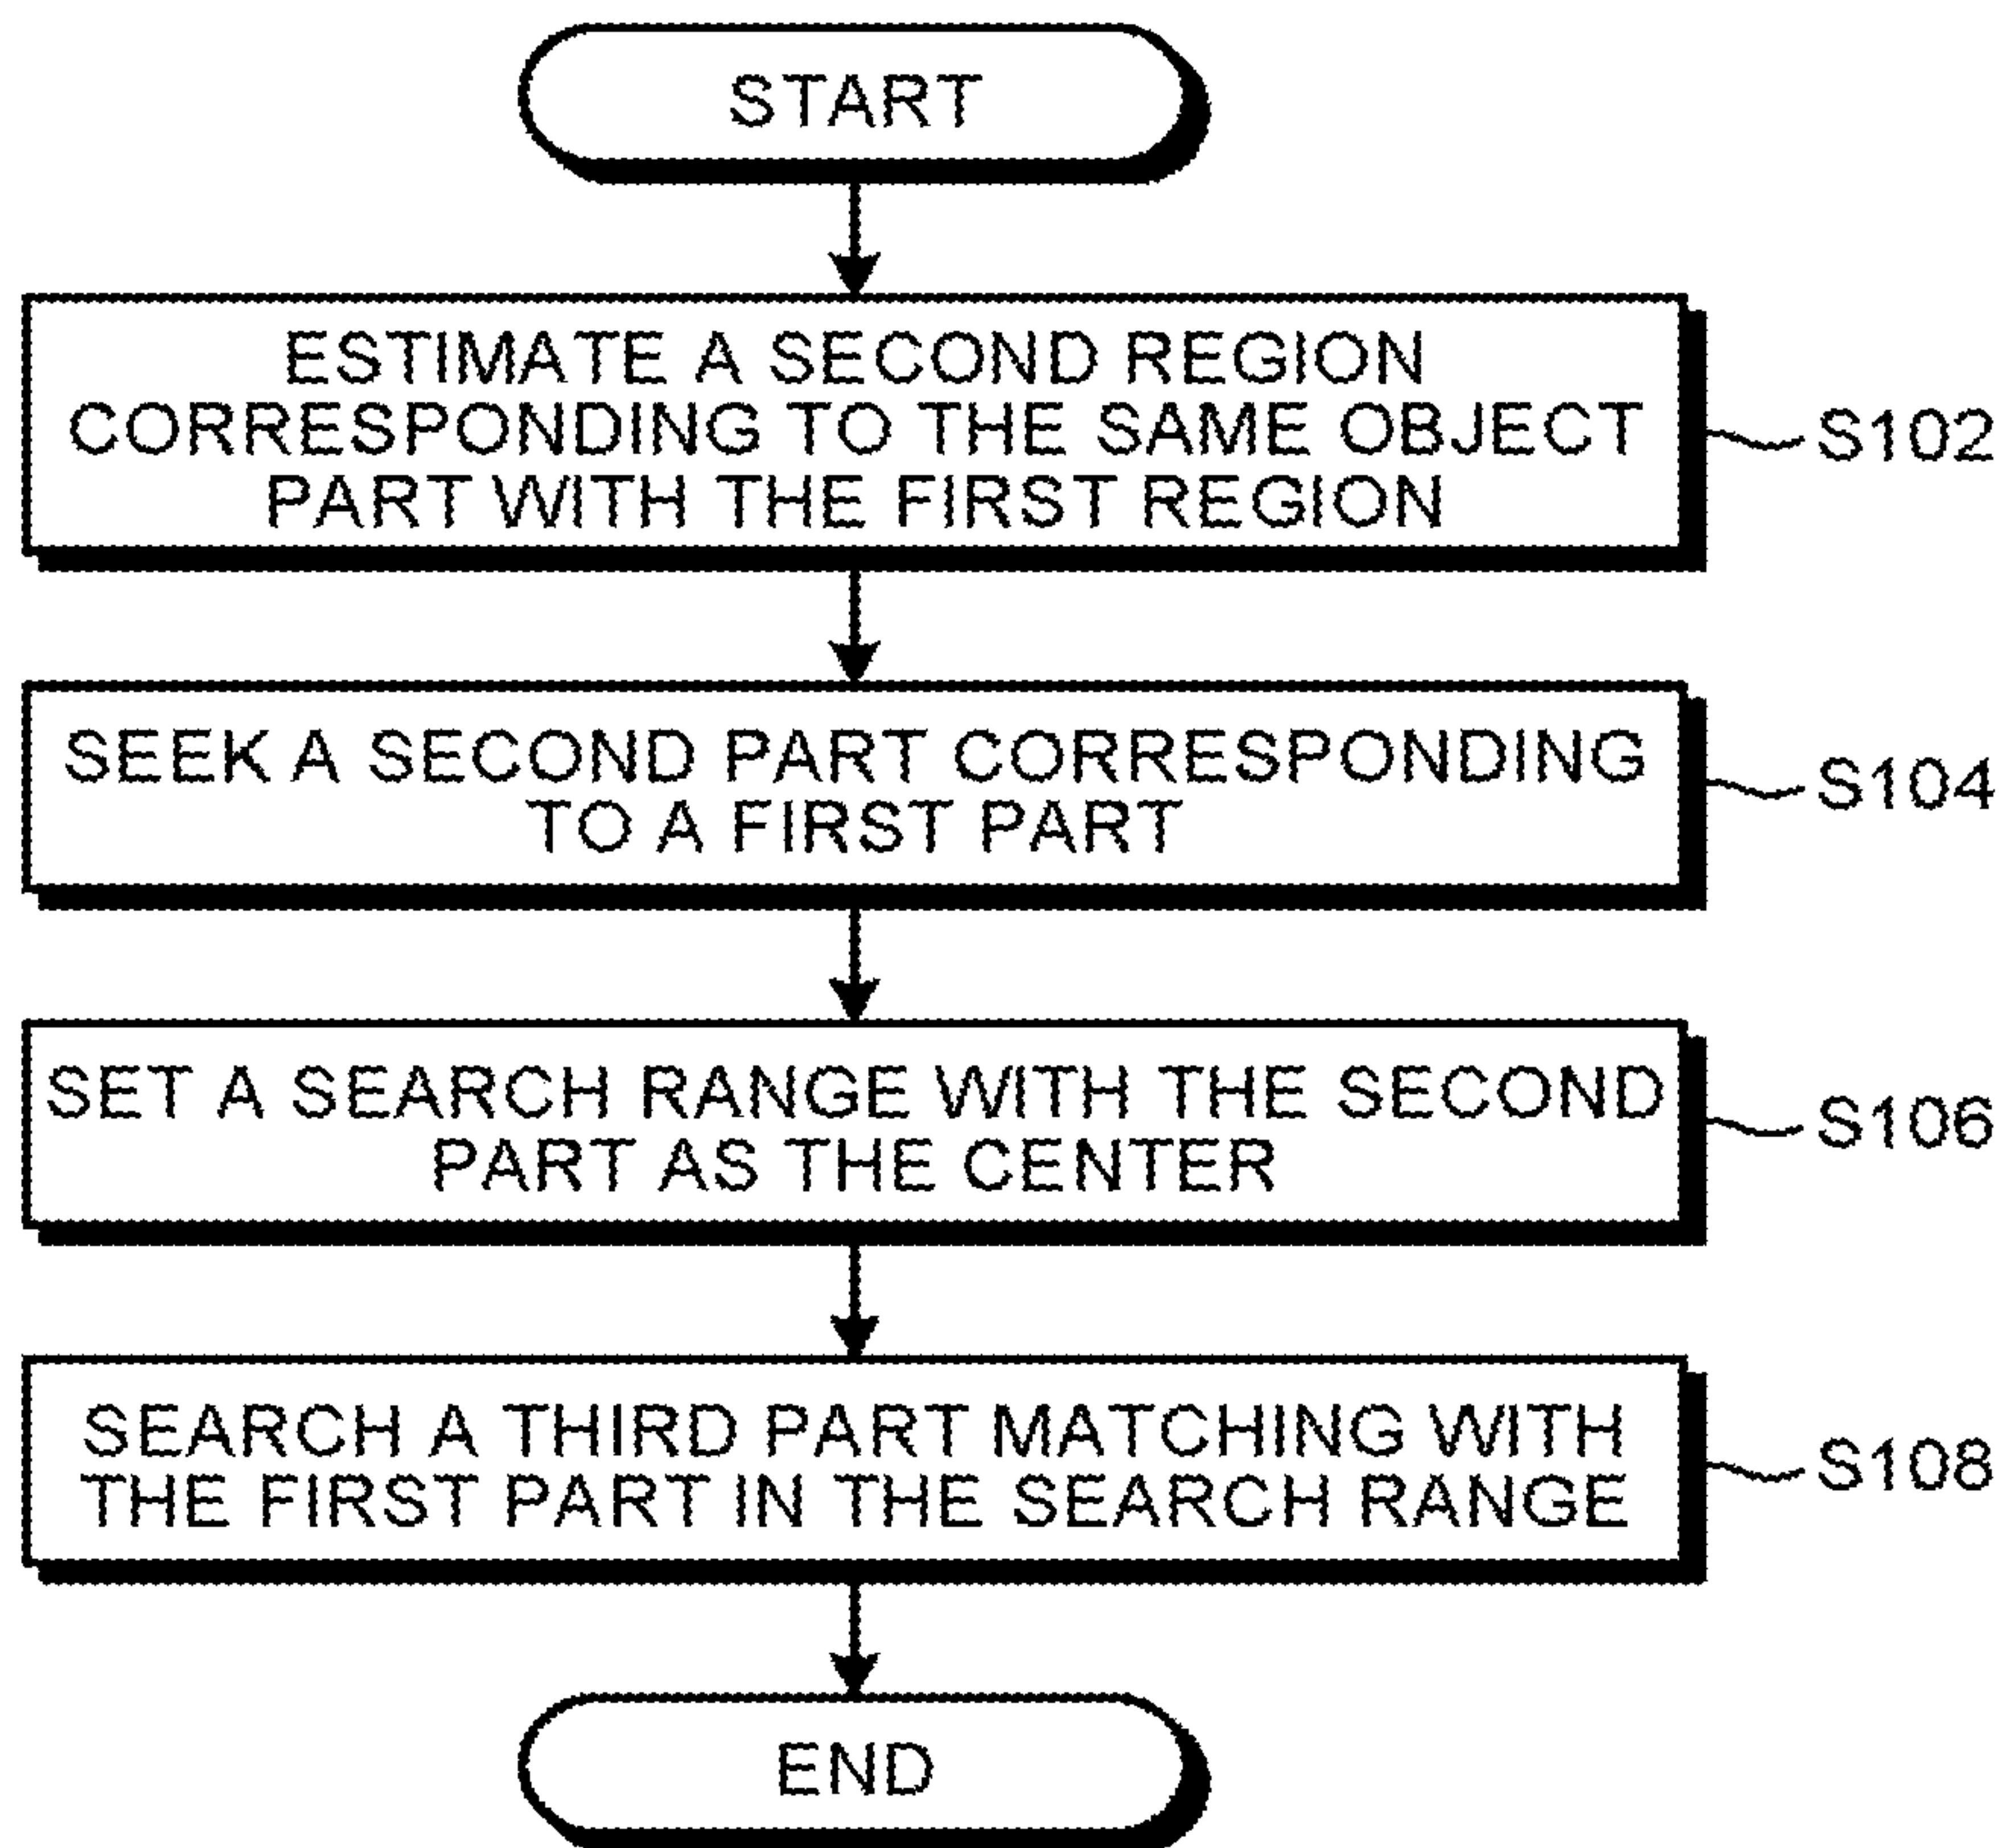 START
ESTIMATE A SECOND REGION
CORRESPONDING TO THE SAME OBJECT
PART WITH THE FIRST REGION
S102
SEEK A SECOND PART CORRESPONDING
TO A FIRST PART
S104
SET A SEARCH RANGE WITH THE SECOND
PART AS THE CENTER
S106
SEARCH A THIRD PART MATCHING WITH
THE FIRST PART IN THE SEARCH RANGE
S108
END